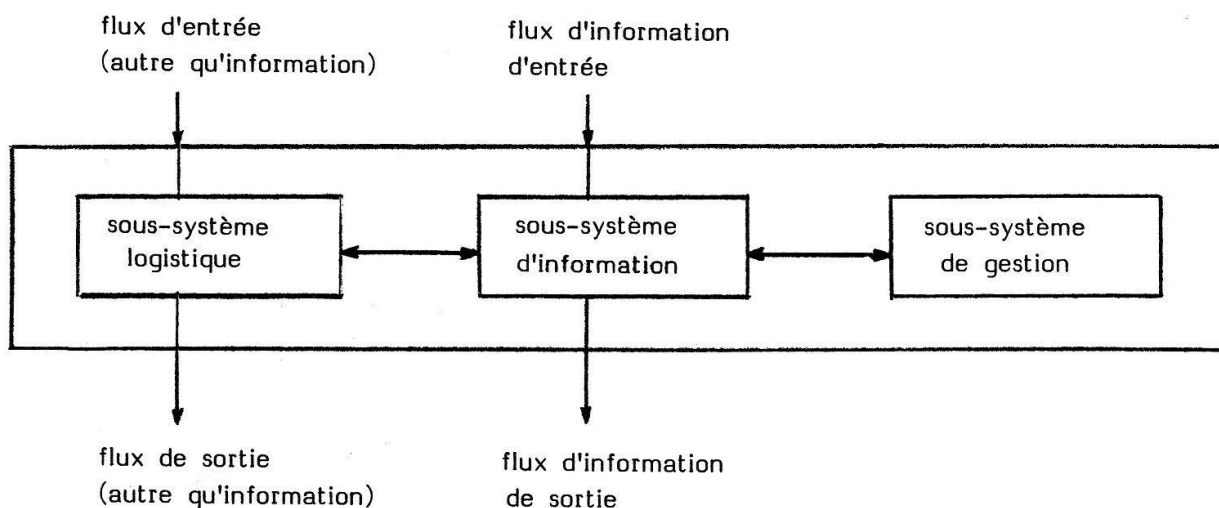 flux d'entrée
(autre qu'information)
flux d'information
d'entrée
sous-système
logistique
sous-système
d'information
sous-système
de gestion
flux de sortie
(autre qu'information)
flux d'information
de sortie